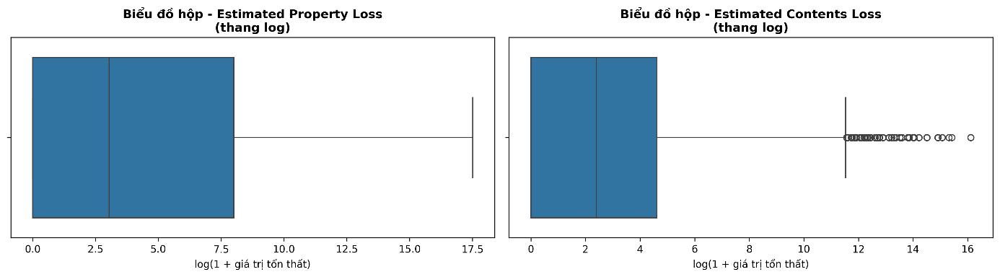 Biểu đồ hộp - Estimated Property Loss
(thang log)
0.0 2.5 5.0 7.5 10.0 12.5 15.0 17.5
log(1 + giá trị tổn thất)
Biểu đồ hộp - Estimated Contents Loss
(thang log)
0 2 4 6 8 10 12 14 16
log(1 + giá trị tổn thất)